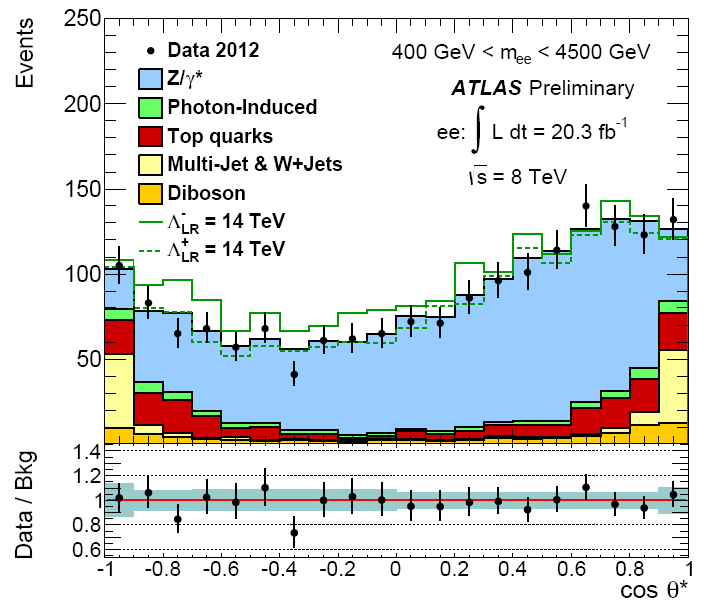 Events
250
200
150
100
50
Data 2012
Z/γ*
Photon-Induced
Top quarks
Multi-Jet & W+Jets
Diboson
Λ⁻LR = 14 TeV
Λ⁺LR = 14 TeV
400 GeV < mee < 4500 GeV
ATLAS Preliminary
ee: ∫ L dt = 20.3 fb⁻¹
√s = 8 TeV
Data / Bkg
1.4
1.2
1
0.8
0.6
-1 -0.8 -0.6 -0.4 -0.2 0 0.2 0.4 0.6 0.8 1
cos θ*